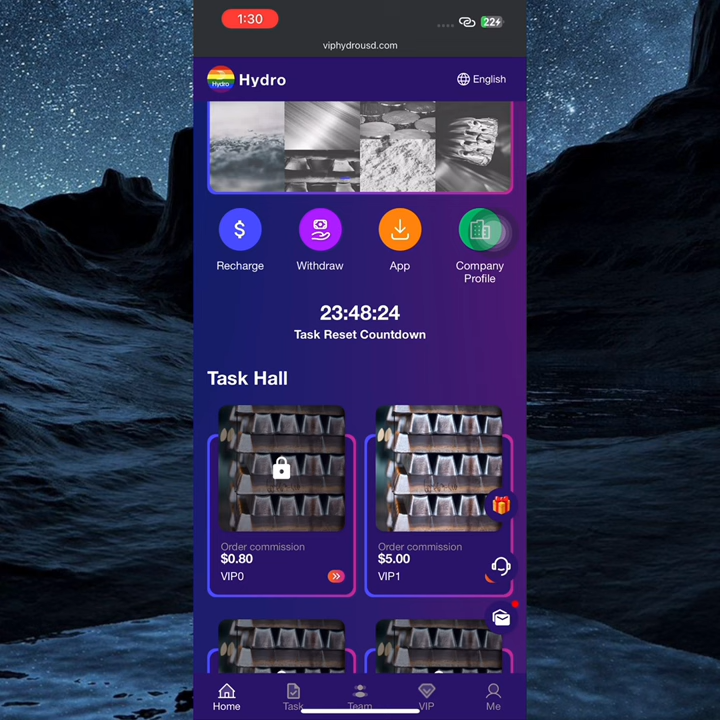 1:30
22
viphydrousd.com
Hydro
Hydro
English
Recharge
Withdraw
App
Company
Profile
23:48:24
Task Reset Countdown
Task Hall
Order commission
$0.80
VIP0
Order commission
$5.00
VIP1
Home
Task
Team
VIP
Me